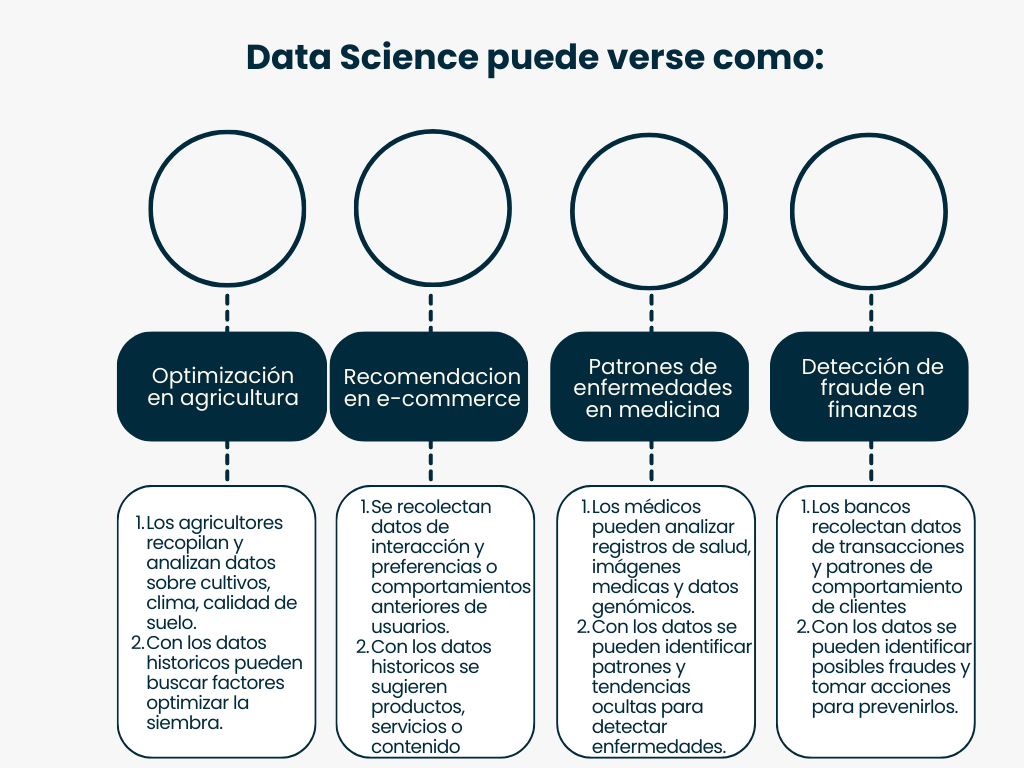 Data Science puede verse como:
Optimización
en agricultura
Recomendacion
en e-commerce
Patrones de
enfermedades
en medicina
Detección de
fraude en
finanzas
1. Los agricultores
recopilan y
analizan datos
sobre cultivos,
clima, calidad de
suelo.
2. Con los datos
historicos pueden
buscar factores
optimizar la
siembra.
1. Se recolectan
datos de
interacción y
preferencias o
comportamientos
anteriores de
usuarios.
2. Con los datos
historicos se
sugieren
productos,
servicios o
contenido
1. Los médicos
pueden analizar
registros de salud,
imágenes
medicas y datos
genómicos.
2. Con los datos se
pueden identificar
patrones y
tendencias
ocultas para
detectar
enfermedades.
1. Los bancos
recolectan datos
de transacciones
y patrones de
comportamiento
de clientes
2. Con los datos se
pueden identificar
posibles fraudes y
tomar acciones
para prevenirlos.